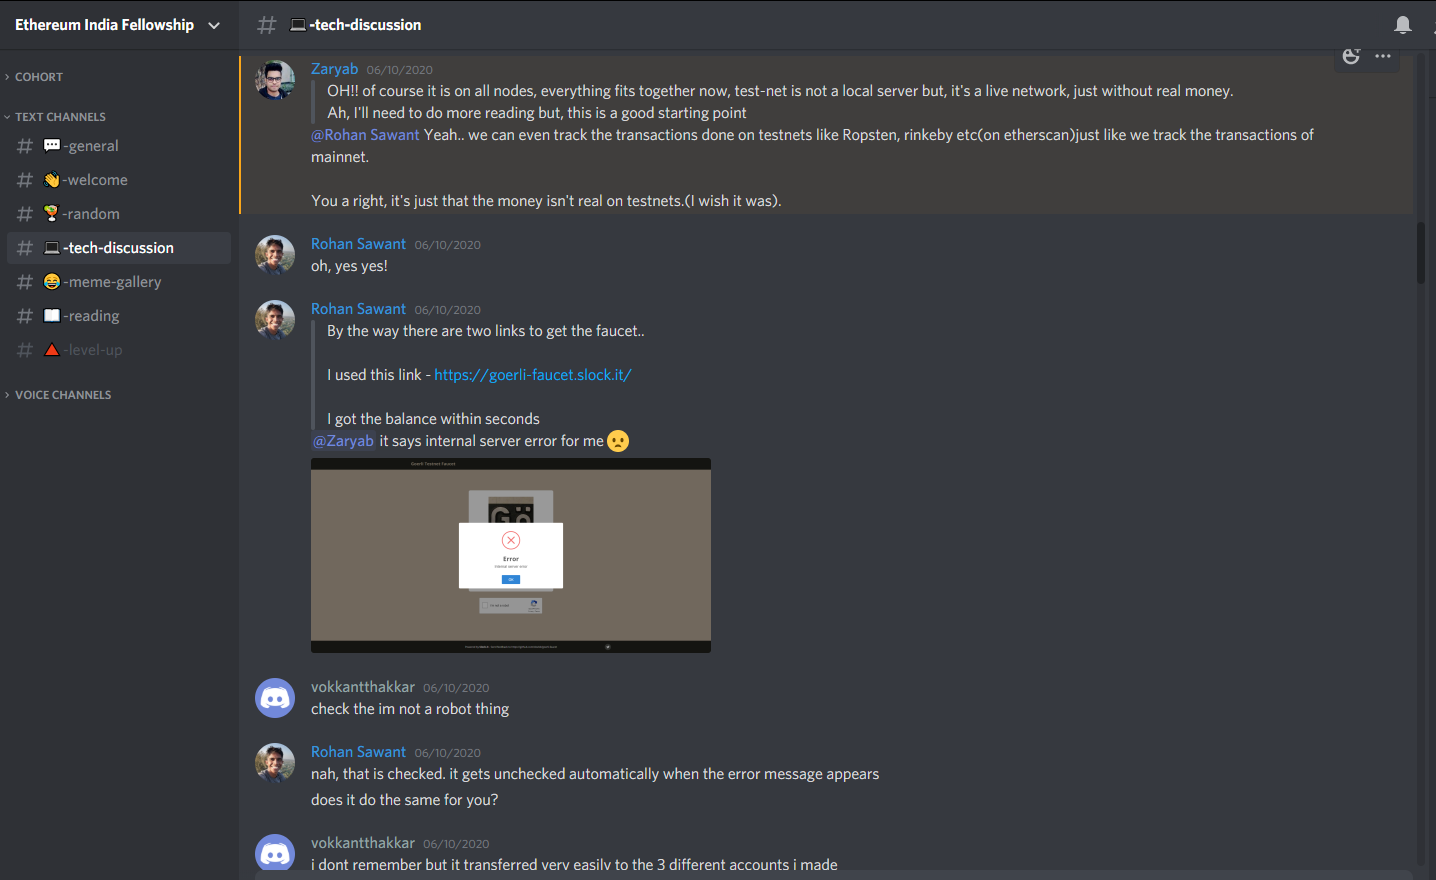 Ethereum India Fellowship
COHORT
TEXT CHANNELS
# 💬-general
# 👋-welcome
# 🍹-random
# 💻-tech-discussion
# 😂-meme-gallery
# 📖-reading
# 🔺-level-up
VOICE CHANNELS
# 💻-tech-discussion
Zaryab 06/10/2020
OH!! of course it is on all nodes, everything fits together now, test-net is not a local server but, it's a live network, just without real money.
Ah, I'll need to do more reading but, this is a good starting point
@Rohan Sawant Yeah.. we can even track the transactions done on testnets like Ropsten, rinkeby etc(on etherscan)just like we track the transactions of
mainnet.
You a right, it's just that the money isn't real on testnets.(I wish it was).
Rohan Sawant 06/10/2020
oh, yes yes!
Rohan Sawant 06/10/2020
By the way there are two links to get the faucet..
I used this link - https://goerli-faucet.slock.it/
I got the balance within seconds
@Zaryab it says internal server error for me 😦
Goerli Testnet Faucet
Gö
Error
Internal server error
OK
vokkantthakkar 06/10/2020
check the im not a robot thing
Rohan Sawant 06/10/2020
nah, that is checked. it gets unchecked automatically when the error message appears
does it do the same for you?
vokkantthakkar 06/10/2020
i dont remember but it transferred very easily to the 3 different accounts i made